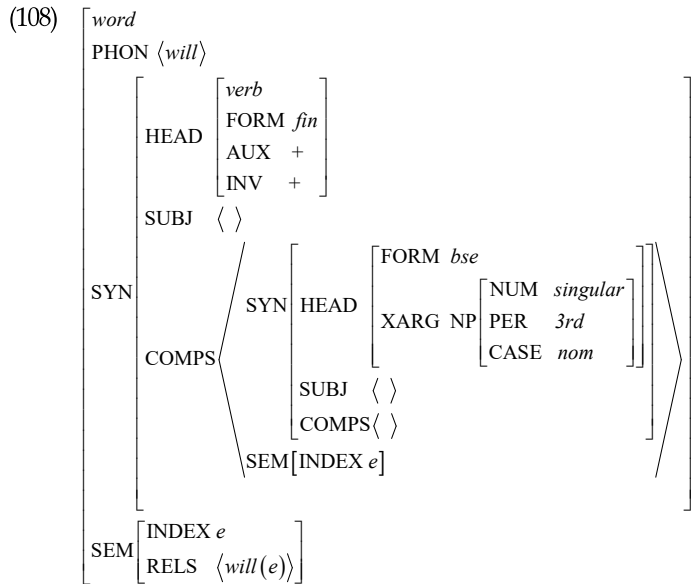 (108)
word
PHON ⟨will⟩
verb
FORM fin
HEAD
AUX +
INV +
SUBJ ⟨ ⟩
FORM bse
SYN
SYN HEAD
NUM singular
XARG NP PER 3rd
CASE nom
COMPS
SUBJ ⟨ ⟩
COMPS⟨ ⟩
SEM[INDEX e]
INDEX e
SEM
RELS ⟨will(e)⟩